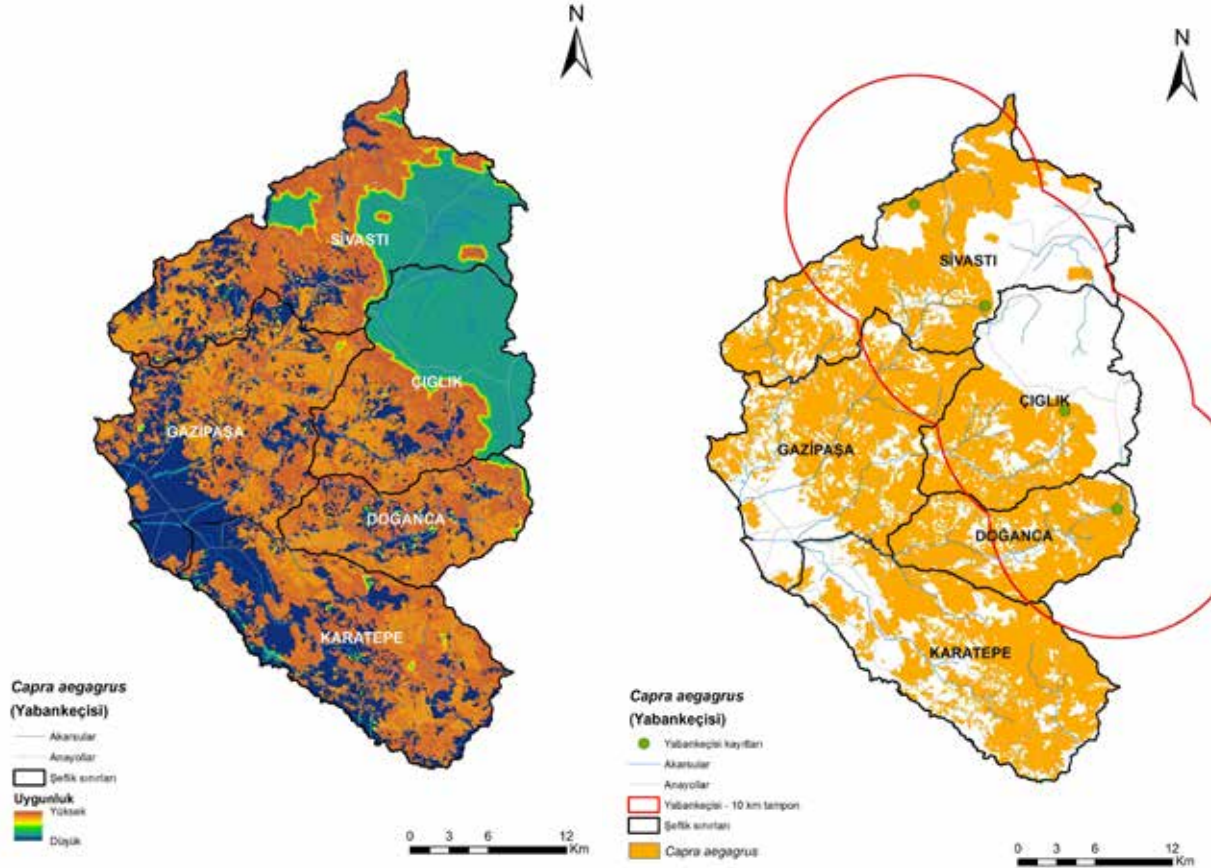 N
SİVASTI
ÇIGLIK
GAZİPAŞA
DOĞANCA
KARATEPE
Capra aegagrus
(Yabankeçisi)
Akarsular
Anayollar
Şeflik sınırları
Uygunluk
Yüksek
Düşük
0 3 6 12
Km
N
SİVASTI
ÇIGLIK
GAZİPAŞA
DOĞANCA
KARATEPE
Capra aegagrus
(Yabankeçisi)
Yabankeçisi kayıtları
Akarsular
Anayollar
Yabankeçisi - 10 km tampon
Şeflik sınırları
Capra aegagrus
0 3 6 12
Km